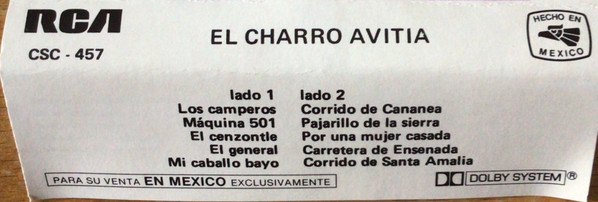 RCA
CSC - 457
EL CHARRO AVITIA
HECHO EN
MEXICO
lado 1
Los camperos
Máquina 501
El cenzontle
El general
Mi caballo bayo
lado 2
Corrido de Cananea
Pajarillo de la sierra
Por una mujer casada
Carretera de Ensenada
Corrido de Santa Amalia
PARA SU VENTA EN MEXICO EXCLUSIVAMENTE
DOLBY SYSTEM®